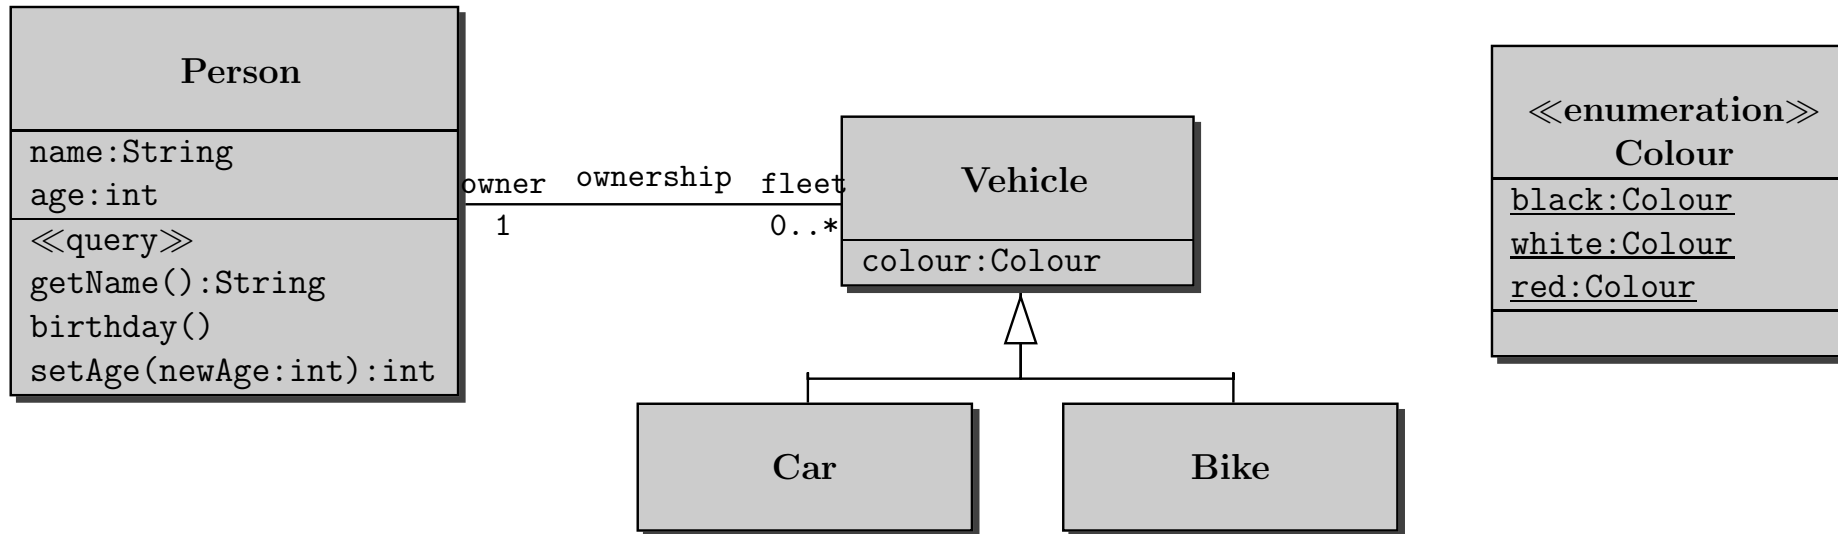 Person
name:String
age:int
≪query≫
getName():String
birthday()
setAge(newAge:int):int
owner
ownership
fleet
1
0..*
Vehicle
colour:Colour
Car
Bike
≪enumeration≫
Colour
black:Colour
white:Colour
red:Colour